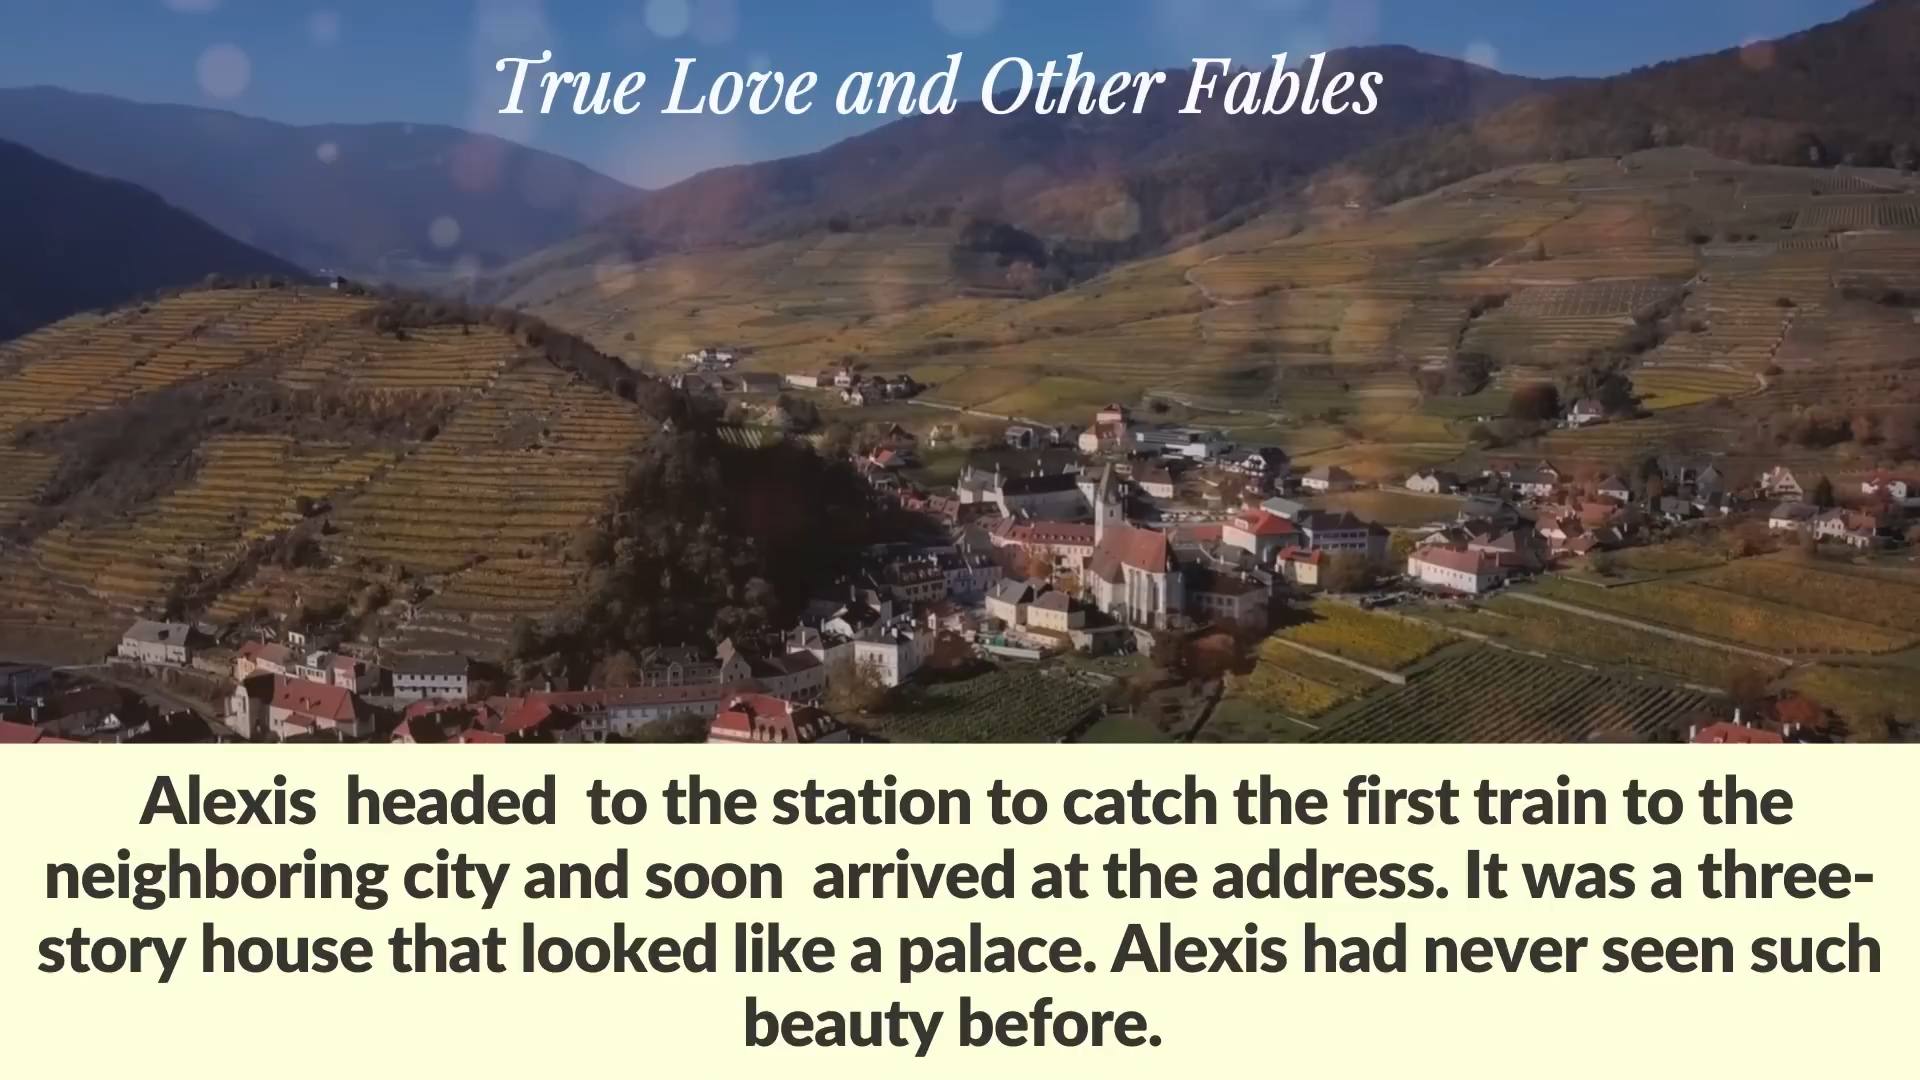 True Love and Other Fables
Alexis headed to the station to catch the first train to the
neighboring city and soon arrived at the address. It was a three-
story house that looked like a palace. Alexis had never seen such
beauty before.